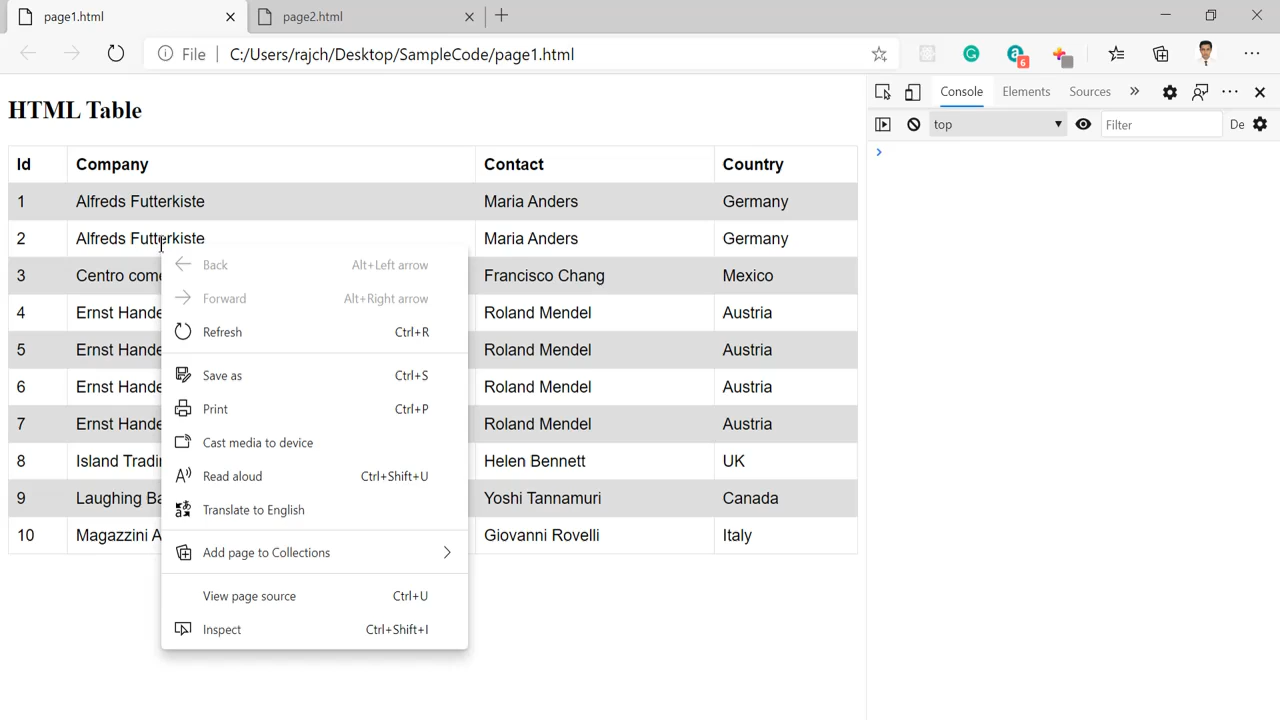 page1.html
page2.html
File
C:/Users/rajch/Desktop/SampleCode/page1.html
6
Console Elements Sources
top
Filter
De
HTML Table
Id Company Contact Country
1 Alfreds Futterkiste Maria Anders Germany
2 Alfreds Futterkiste Maria Anders Germany
3 Centro come Francisco Chang Mexico
4 Ernst Hande Roland Mendel Austria
5 Ernst Hande Roland Mendel Austria
6 Ernst Hande Roland Mendel Austria
7 Ernst Hande Roland Mendel Austria
8 Island Tradi Helen Bennett UK
9 Laughing Ba Yoshi Tannamuri Canada
10 Magazzini A Giovanni Rovelli Italy
Back Alt+Left arrow
Forward Alt+Right arrow
Refresh Ctrl+R
Save as Ctrl+S
Print Ctrl+P
Cast media to device
Read aloud Ctrl+Shift+U
Translate to English
Add page to Collections
View page source Ctrl+U
Inspect Ctrl+Shift+I